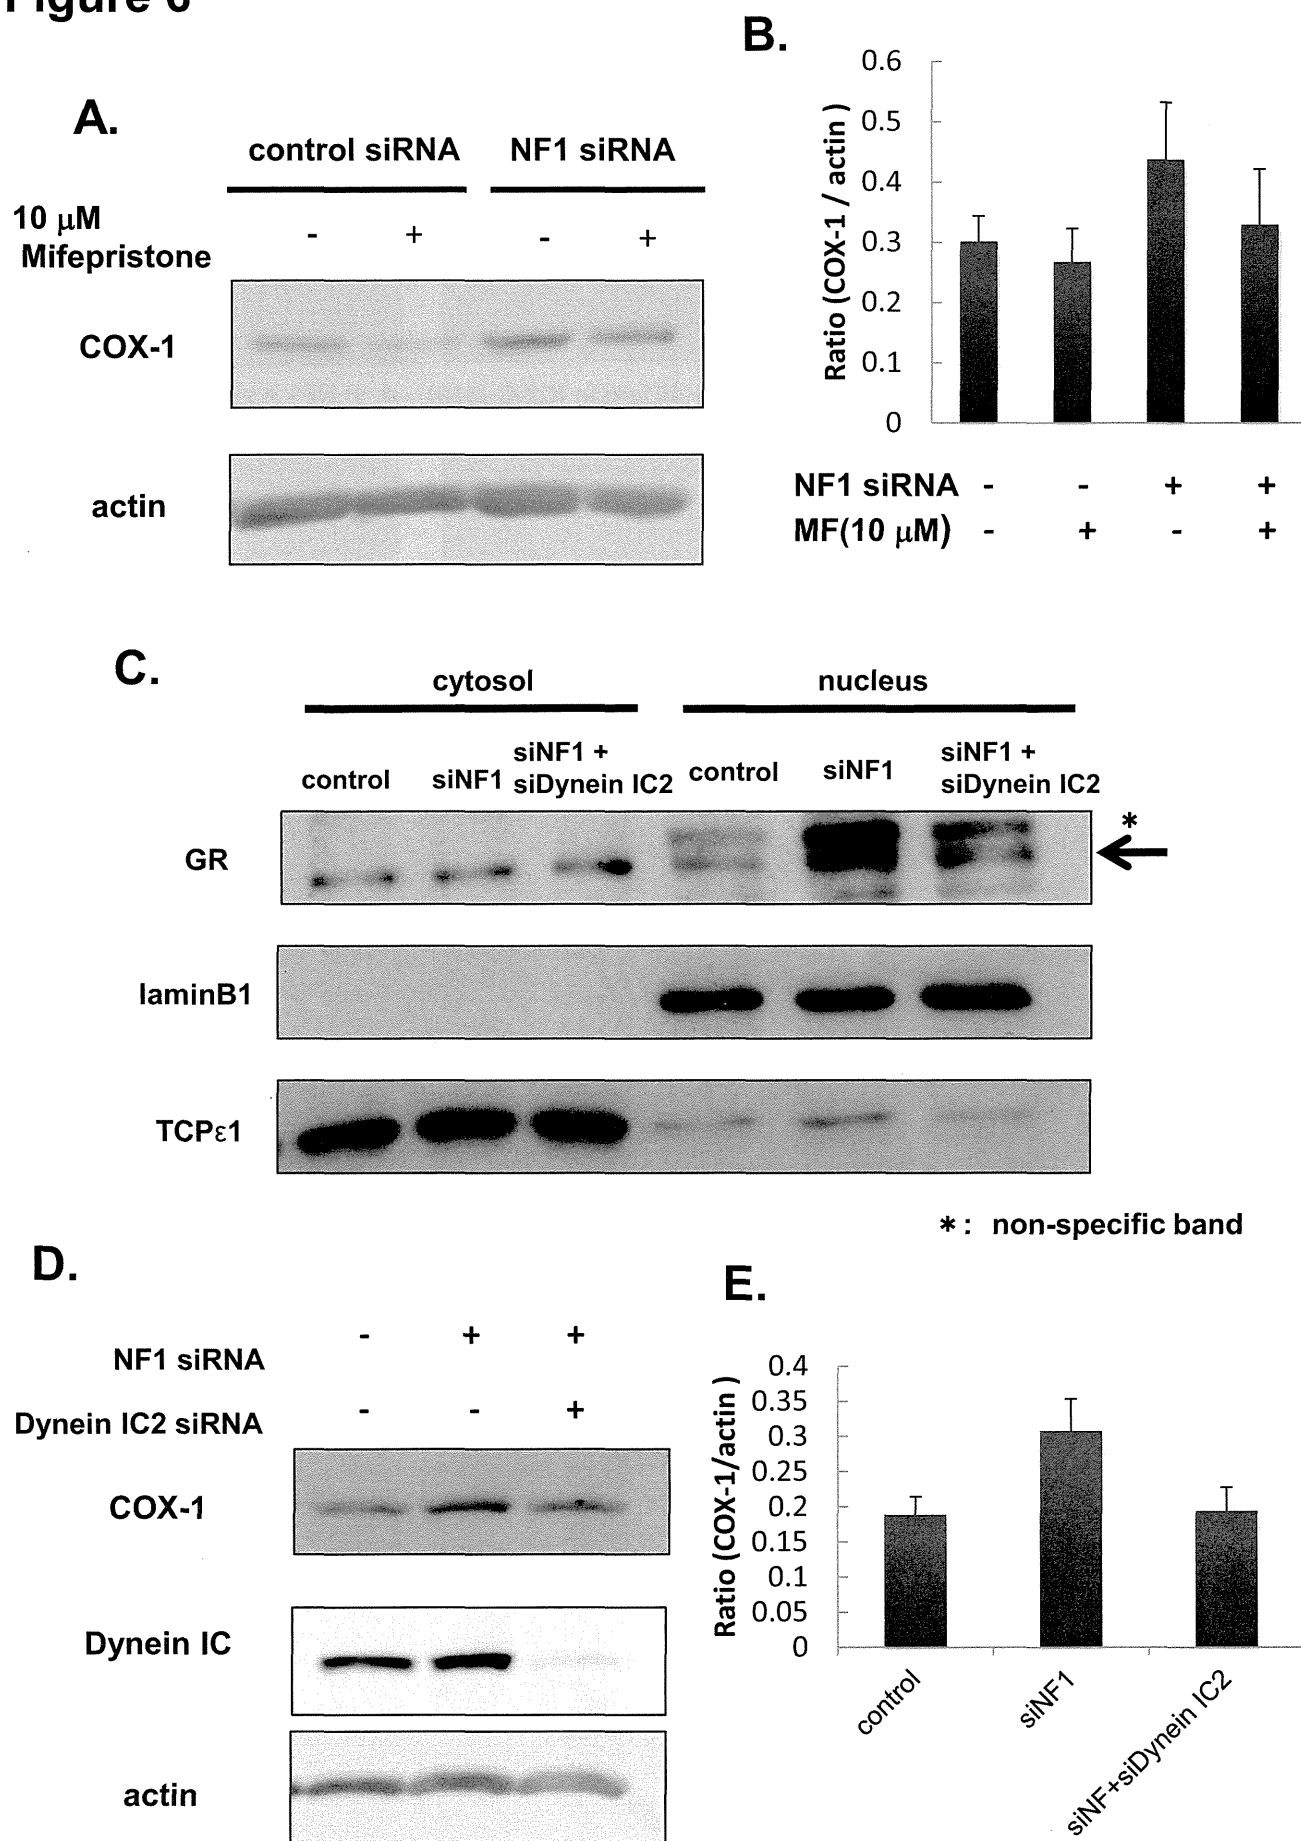 Figure 6
A.
control siRNA NF1 siRNA
10 μM
Mifepristone
- + - +
COX-1
actin
B.
Ratio (COX-1 / actin )
0.6
0.5
0.4
0.3
0.2
0.1
0
NF1 siRNA - - + +
MF(10 μM) - + - +
C.
cytosol nucleus
control siNF1 siNF1 +
siDynein IC2
control siNF1 siNF1 +
siDynein IC2
*
GR
laminB1
TCPε1
* : non-specific band
D.
NF1 siRNA - + +
Dynein IC2 siRNA - - +
COX-1
Dynein IC
actin
E.
Ratio (COX-1/actin )
0.4
0.35
0.3
0.25
0.2
0.15
0.1
0.05
0
control
siNF1
siNF+siDynein IC2